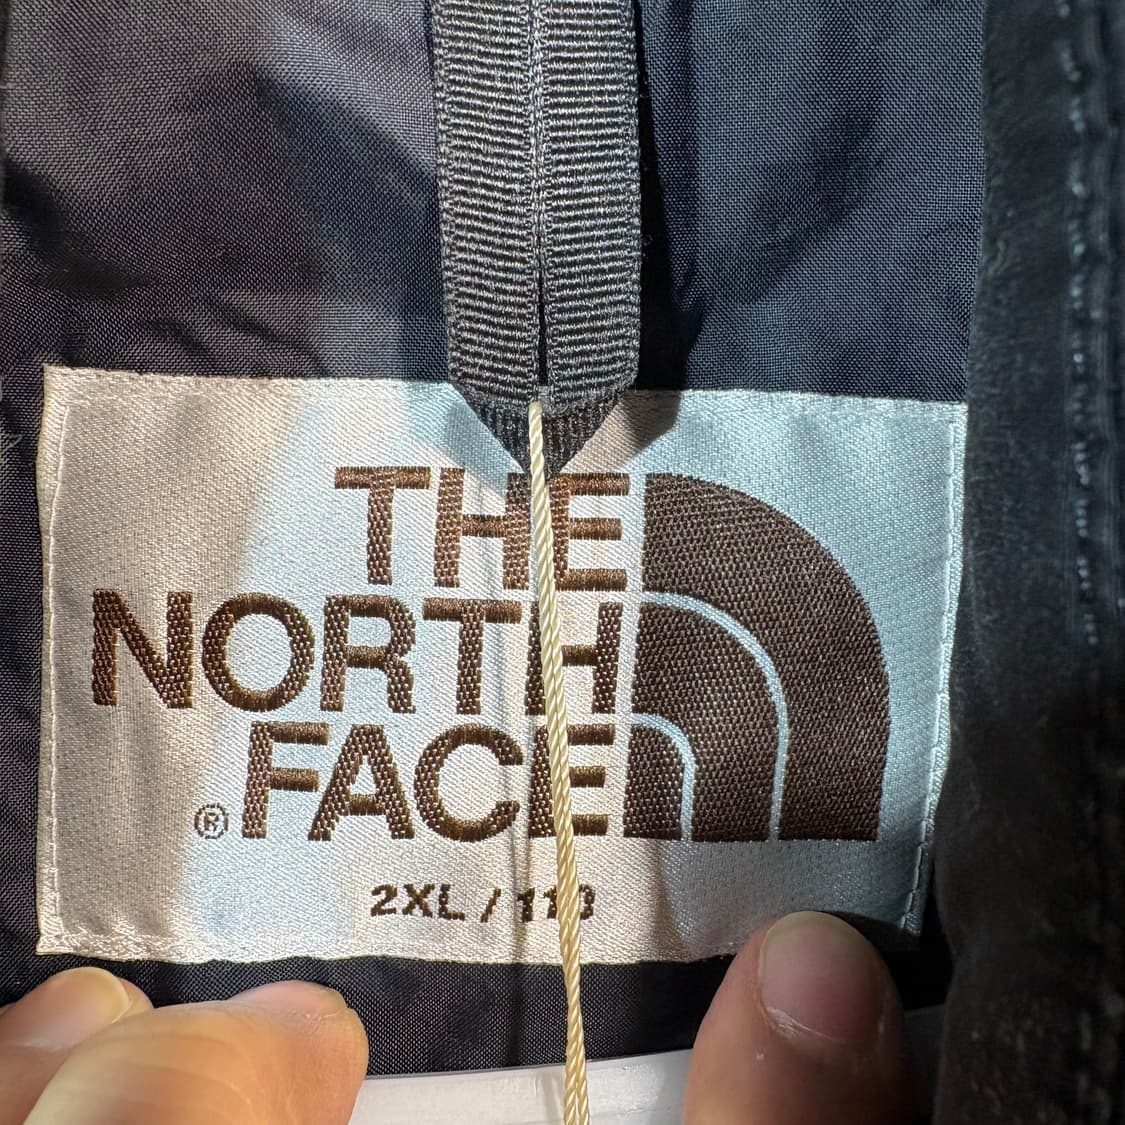 THE
NORTH
FACE
®
2XL /